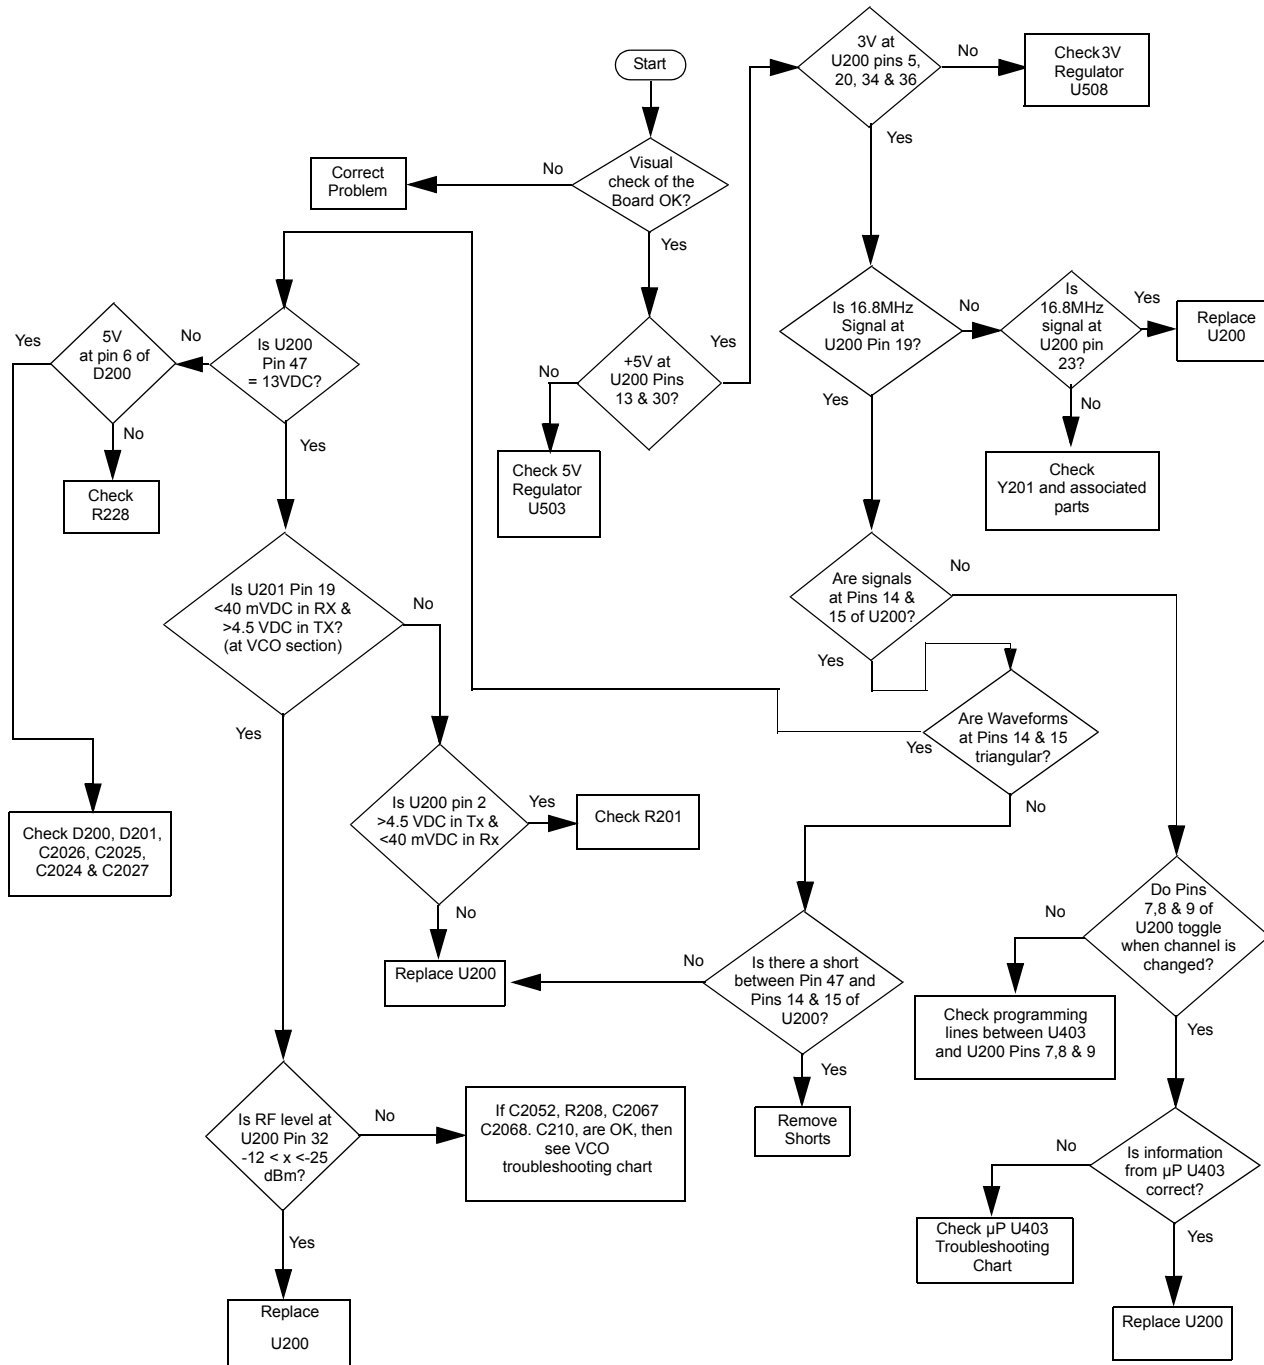 Start
Visual
check of the
Board OK?
No
Correct
Problem
Yes
+5V at
U200 Pins
13 & 30?
No
Check 5V
Regulator
U503
Yes
3V at
U200 pins 5,
20, 34 & 36
No
Check 3V
Regulator
U508
Yes
Is 16.8MHz
Signal at
U200 Pin 19?
No
Is
16.8MHz
signal at
U200 pin
23?
Yes
Replace
U200
No
Check
Y201 and associated
parts
Yes
Are signals
at Pins 14 &
15 of U200?
No
Yes
Are Waveforms
at Pins 14 & 15
triangular?
Yes
No
Is U200
Pin 47
= 13VDC?
No
5V
at pin 6 of
D200
Yes
No
Check
R228
Check D200, D201,
C2026, C2025,
C2024 & C2027
Yes
Is U201 Pin 19
<40 mVDC in RX &
>4.5 VDC in TX?
(at VCO section)
No
Yes
Is U200 pin 2
>4.5 VDC in Tx &
<40 mVDC in Rx
Yes
Check R201
No
Replace U200
No
Is there a short
between Pin 47 and
Pins 14 & 15 of
U200?
Yes
Remove
Shorts
Do Pins
7,8 & 9 of
U200 toggle
when channel is
changed?
No
Check programming
lines between U403
and U200 Pins 7,8 & 9
Yes
Is information
from µP U403
correct?
No
Check µP U403
Troubleshooting
Chart
Yes
Replace U200
Is RF level at
U200 Pin 32
-12 < x <-25
dBm?
No
If C2052, R208, C2067
C2068. C210, are OK, then
see VCO
troubleshooting chart
Yes
Replace
U200